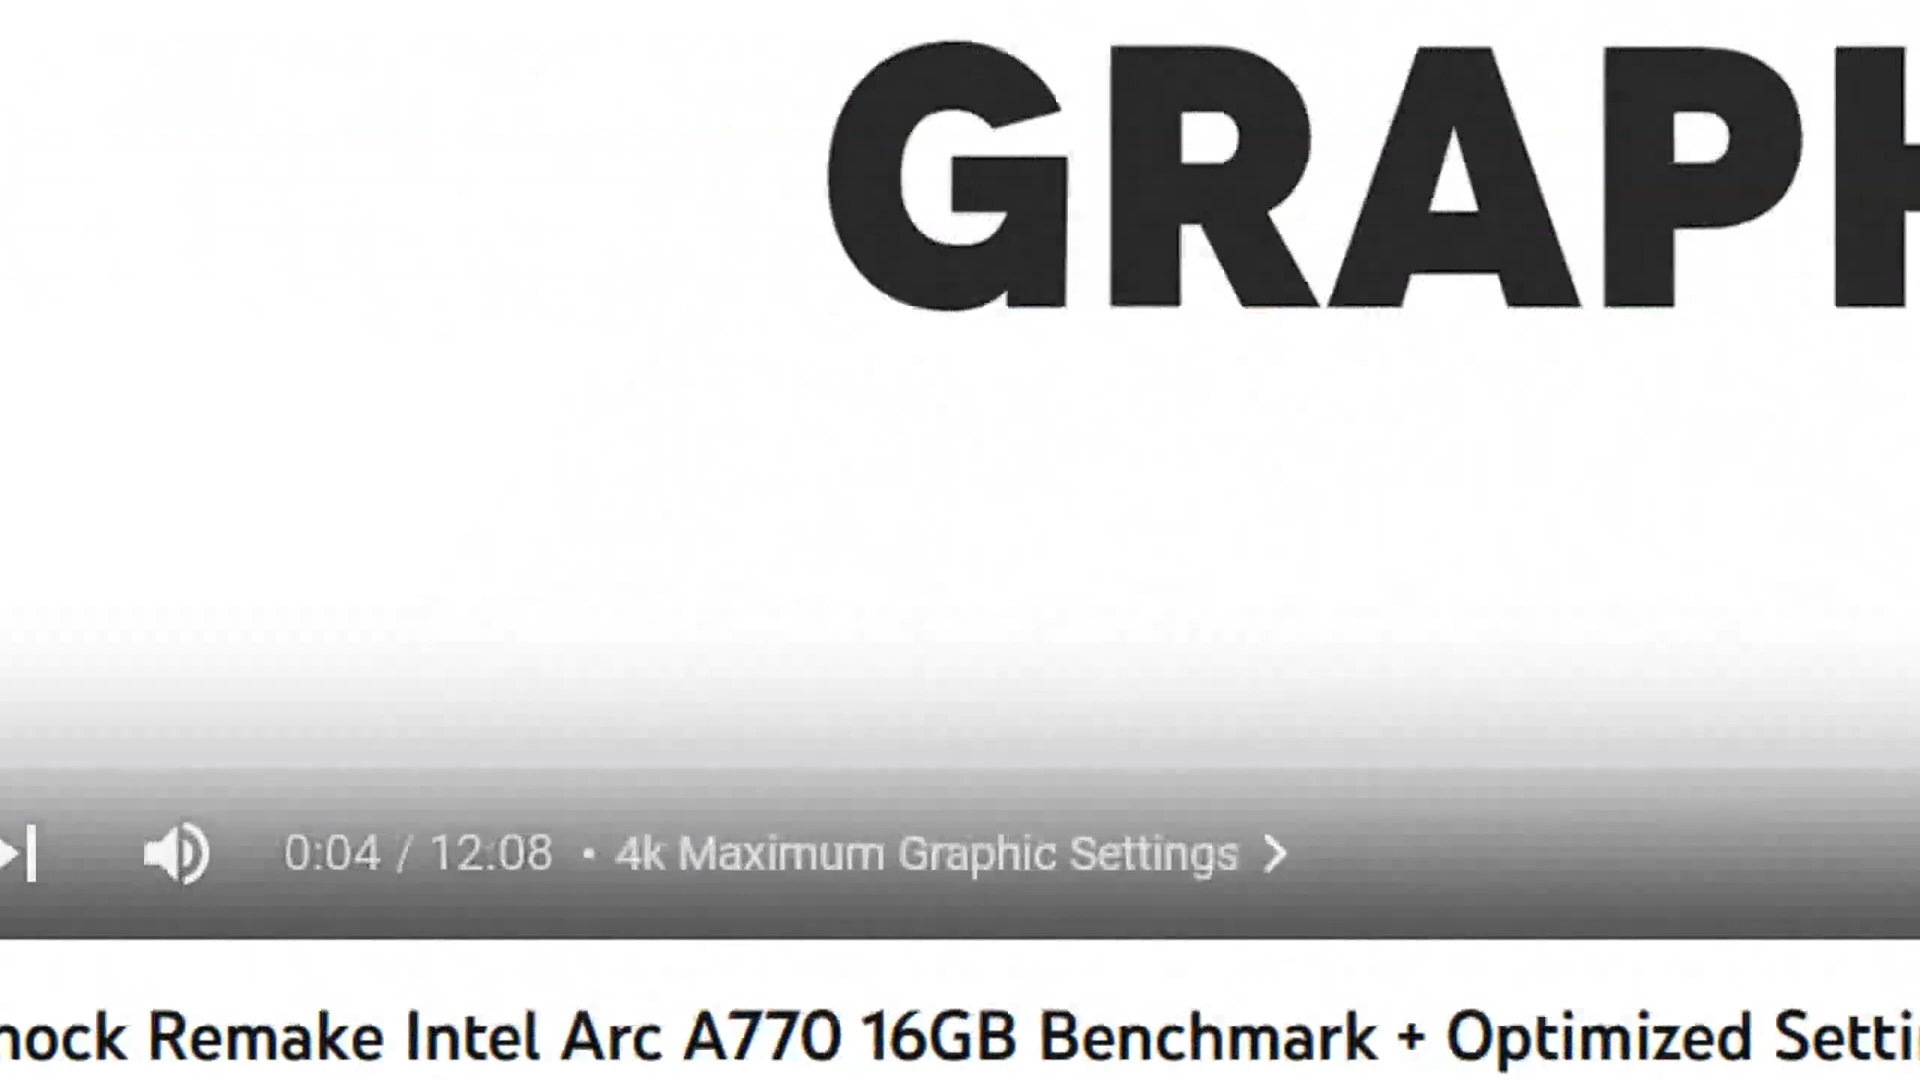 GRAPH
0:04 / 12:08 • 4k Maximum Graphic Settings >
hock Remake Intel Arc A770 16GB Benchmark + Optimized Setti